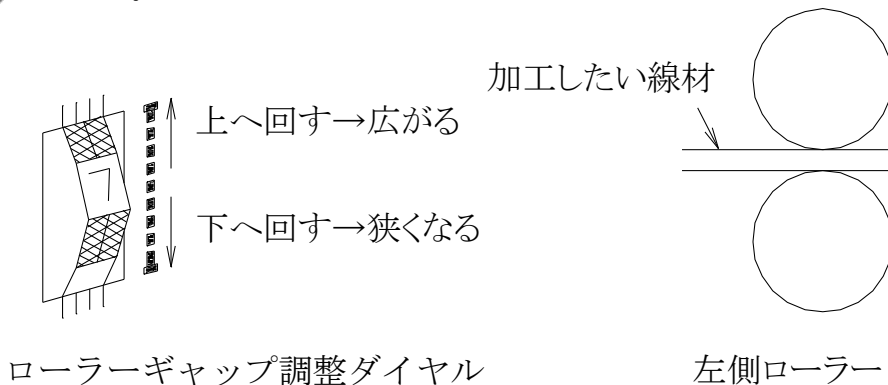 加工したい線材
上へ回す→広がる
下へ回す→狭くなる
ローラーギャップ調整ダイヤル
左側ローラー